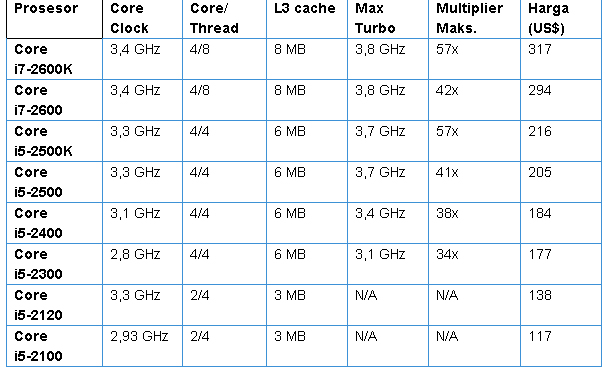 Prosesor Core Clock Core/ Thread L3 cache Max Turbo Multiplier Maks. Harga (US$)
Core i7-2600K 3,4 GHz 4/8 8 MB 3,8 GHz 57x 317
Core i7-2600 3,4 GHz 4/8 8 MB 3,8 GHz 42x 294
Core i5-2500K 3,3 GHz 4/4 6 MB 3,7 GHz 57x 216
Core i5-2500 3,3 GHz 4/4 6 MB 3,7 GHz 41x 205
Core i5-2400 3,1 GHz 4/4 6 MB 3,4 GHz 38x 184
Core i5-2300 2,8 GHz 4/4 6 MB 3,1 GHz 34x 177
Core i5-2120 3,3 GHz 2/4 3 MB N/A N/A 138
Core i5-2100 2,93 GHz 2/4 3 MB N/A N/A 117